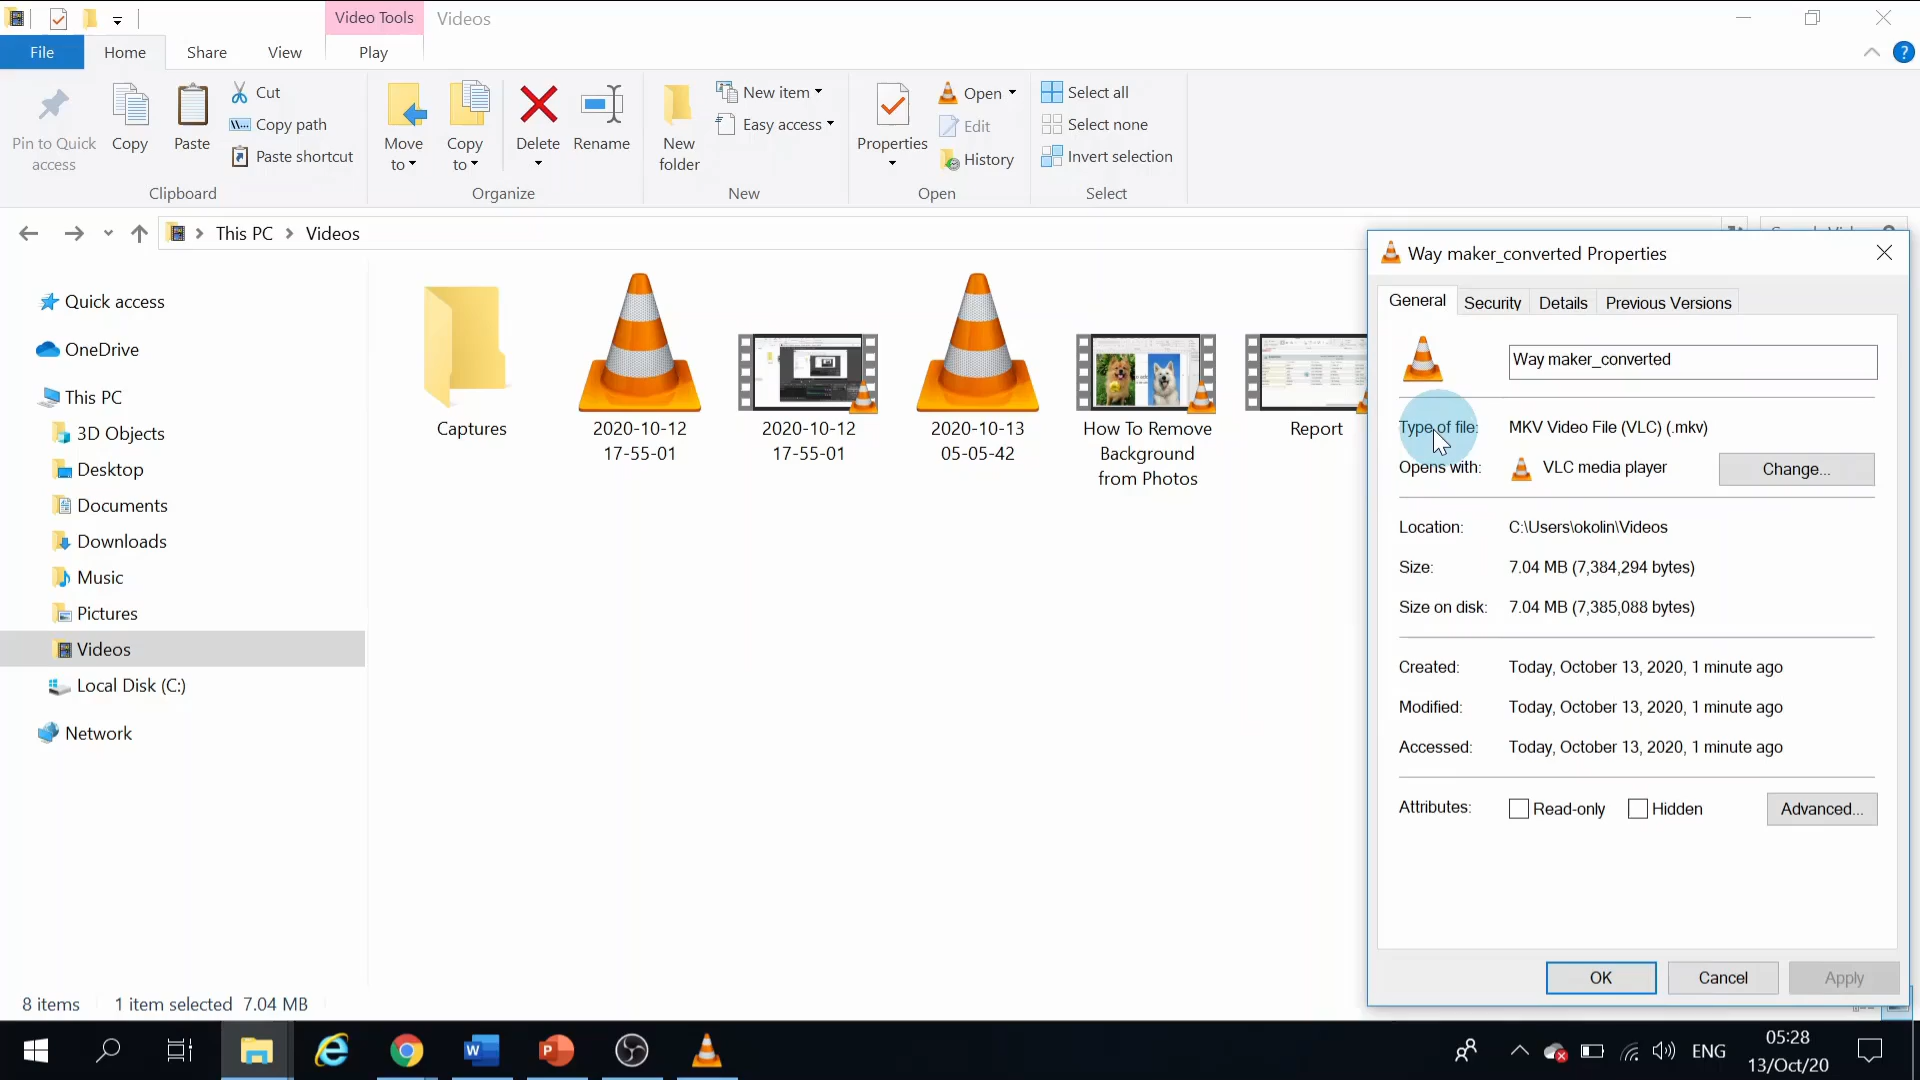 Video Tools
Videos
File
Home
Share
View
Play
Pin to Quick
access
Copy
Paste
Cut
Copy path
Paste shortcut
Clipboard
Move
to
Copy
to
Delete
Rename
Organize
New
folder
New item
Easy access
New
Properties
Open
Edit
History
Open
Select all
Select none
Invert selection
Select
This PC > Videos
Quick access
OneDrive
This PC
3D Objects
Desktop
Documents
Downloads
Music
Pictures
Videos
Local Disk (C:)
Network
Captures
2020-10-12
17-55-01
2020-10-12
17-55-01
2020-10-13
05-05-42
How To Remove
Background
from Photos
Report
Way maker_converted Properties
General
Security
Details
Previous Versions
Way maker_converted
Type of file: MKV Video File (VLC) (.mkv)
Opens with: VLC media player
Change...
Location: C:\Users\okolin\Videos
Size: 7.04 MB (7,384,294 bytes)
Size on disk: 7.04 MB (7,385,088 bytes)
Created: Today, October 13, 2020, 1 minute ago
Modified: Today, October 13, 2020, 1 minute ago
Accessed: Today, October 13, 2020, 1 minute ago
Attributes: Read-only Hidden Advanced...
OK
Cancel
Apply
8 items 1 item selected 7.04 MB
ENG
05:28
13/Oct/20